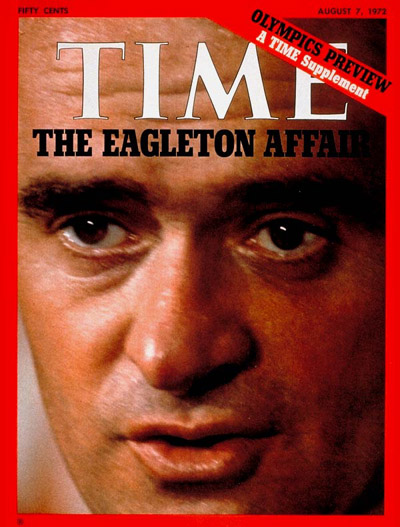 FIFTY CENTS
AUGUST 7, 1972
OLYMPICS PREVIEW
A TIME Supplement
TIME
THE EAGLETON AFFAIR